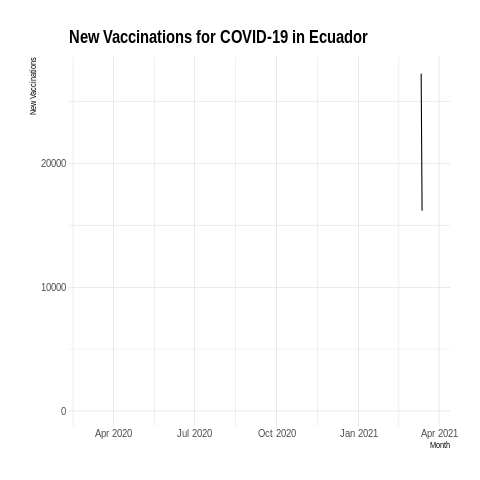 New Vaccinations for COVID-19 in Ecuador
New Vaccinations
20000
10000
0
Apr 2020
Jul 2020
Oct 2020
Jan 2021
Apr 2021
Month